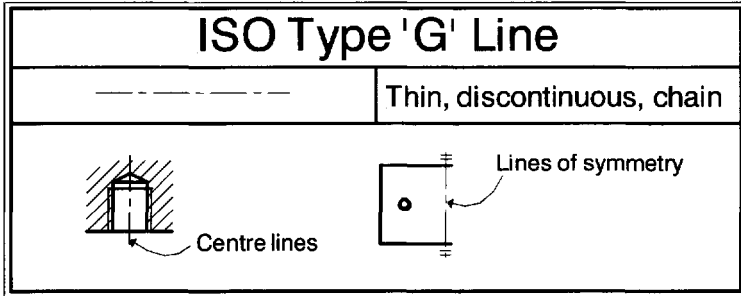 ISO Type 'G' Line
Thin, discontinuous, chain
Lines of symmetry
Centre lines